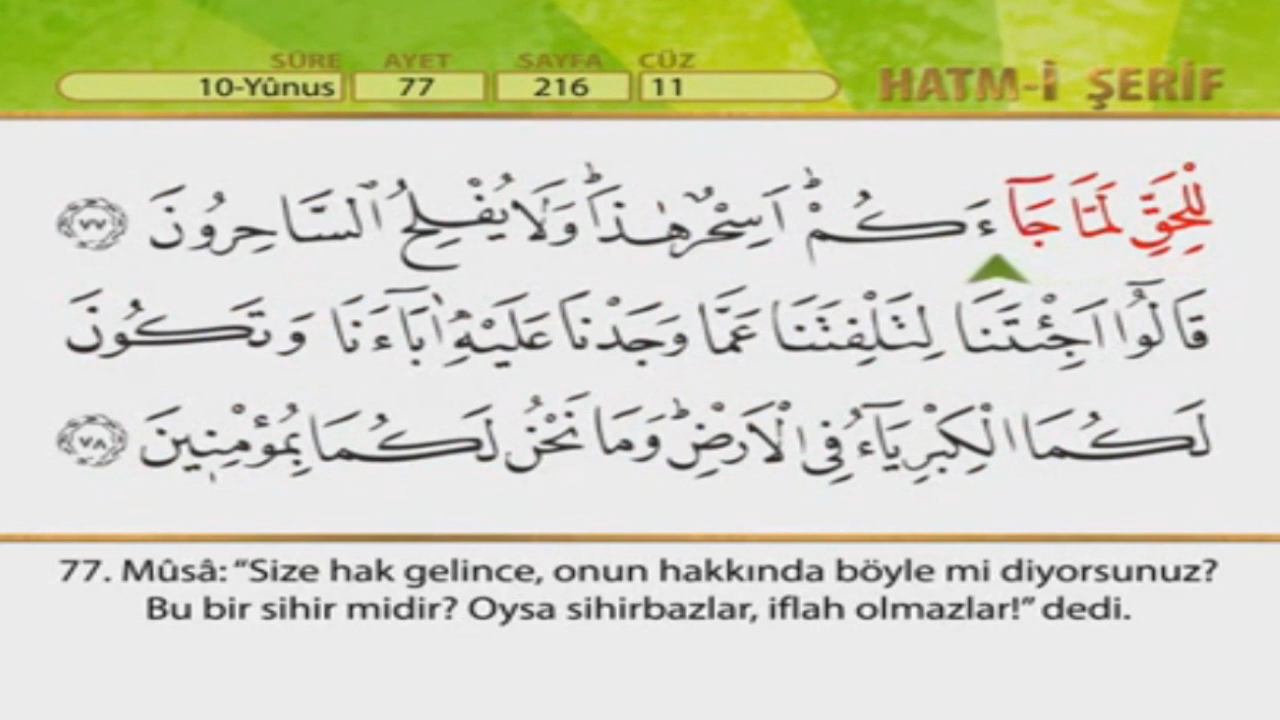 SÛRE AYET SAYFA CÜZ
10-Yûnus 77 216 11
HATM-İ ŞERİF
لِلْحَقِّ لَمَّا جَٓاءَكُمْۜ اَسِحْرٌ هٰذَاۜ وَلَا يُفْلِحُ السَّاحِرُونَ ﴿٧٧﴾
قَالُٓوا اَجِئْتَنَا لِتَلْفِتَنَا عَمَّا وَجَدْنَا عَلَيْهِ اٰبَٓاءَنَا وَتَكُونَ
لَكُمَا الْكِبْرِيَٓاءُ فِي الْاَرْضِۜ وَمَا نَحْنُ لَكُمَا بِمُؤْمِنِينَ ﴿٧٨﴾
77. Mûsâ: “Size hak gelince, onun hakkında böyle mi diyorsunuz?
Bu bir sihir midir? Oysa sihirbazlar, iflah olmazlar!” dedi.